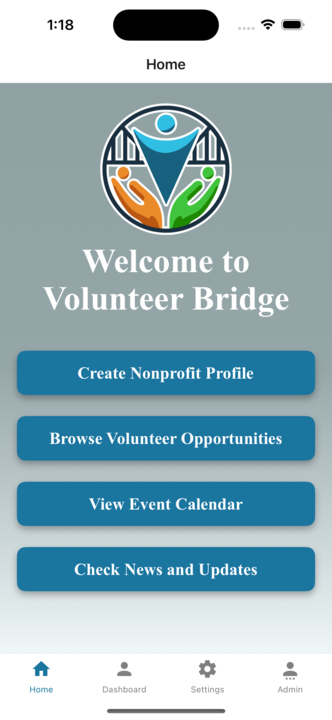 1:18
Home
Welcome to
Volunteer Bridge
Create Nonprofit Profile
Browse Volunteer Opportunities
View Event Calendar
Check News and Updates
Home
Dashboard
Settings
Admin